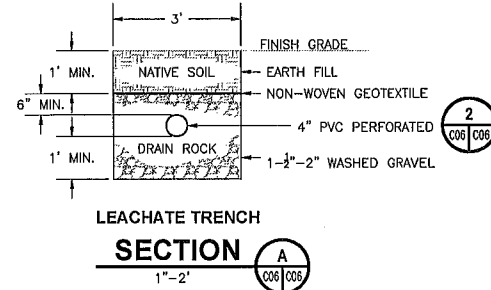 3'
FINISH GRADE
1' MIN.
NATIVE SOIL
EARTH FILL
NON-WOVEN GEOTEXTILE
6" MIN.
4" PVC PERFORATED
2
C06 C06
1' MIN.
DRAIN ROCK
1-½"-2" WASHED GRAVEL
LEACHATE TRENCH
SECTION
A
C06 C06
1"-2'